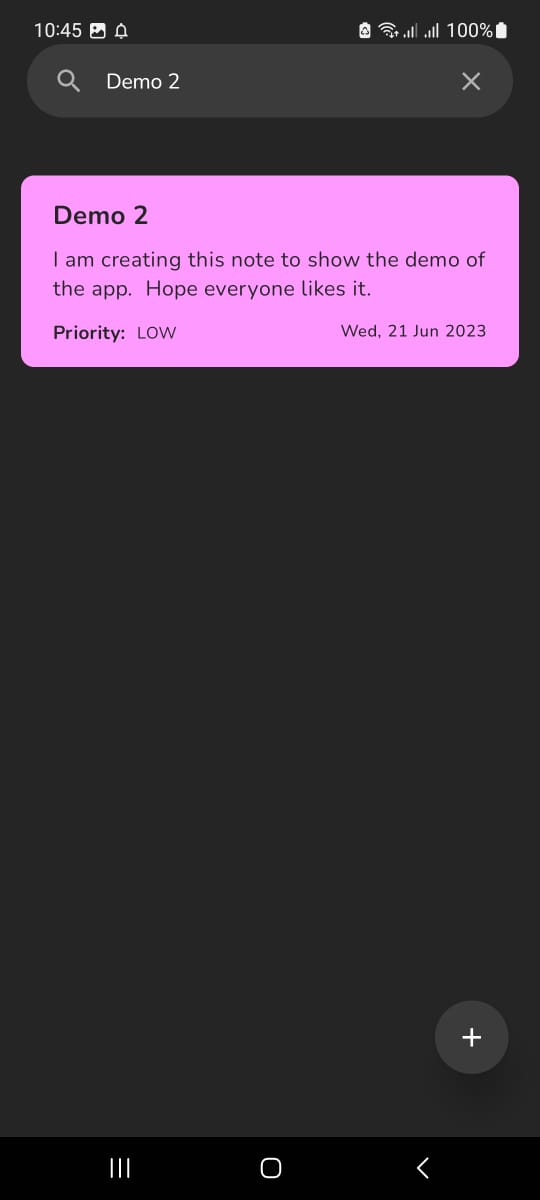 10:45 100%
Demo 2
Demo 2
I am creating this note to show the demo of
the app.  Hope everyone likes it.
Priority: LOW Wed, 21 Jun 2023